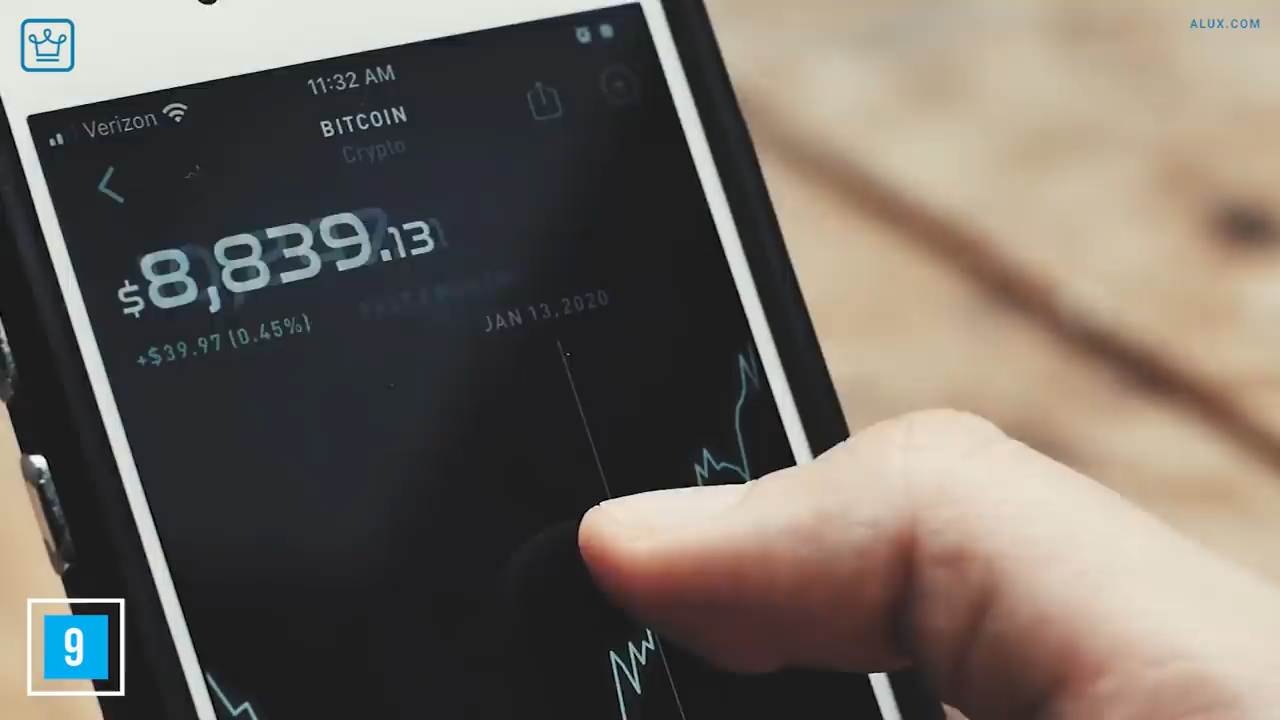 ALUX.COM
11:32 AM
Verizon
BITCOIN
Crypto
$8,839.13
+$39.97 (0.45%)
JAN 13, 2020
9